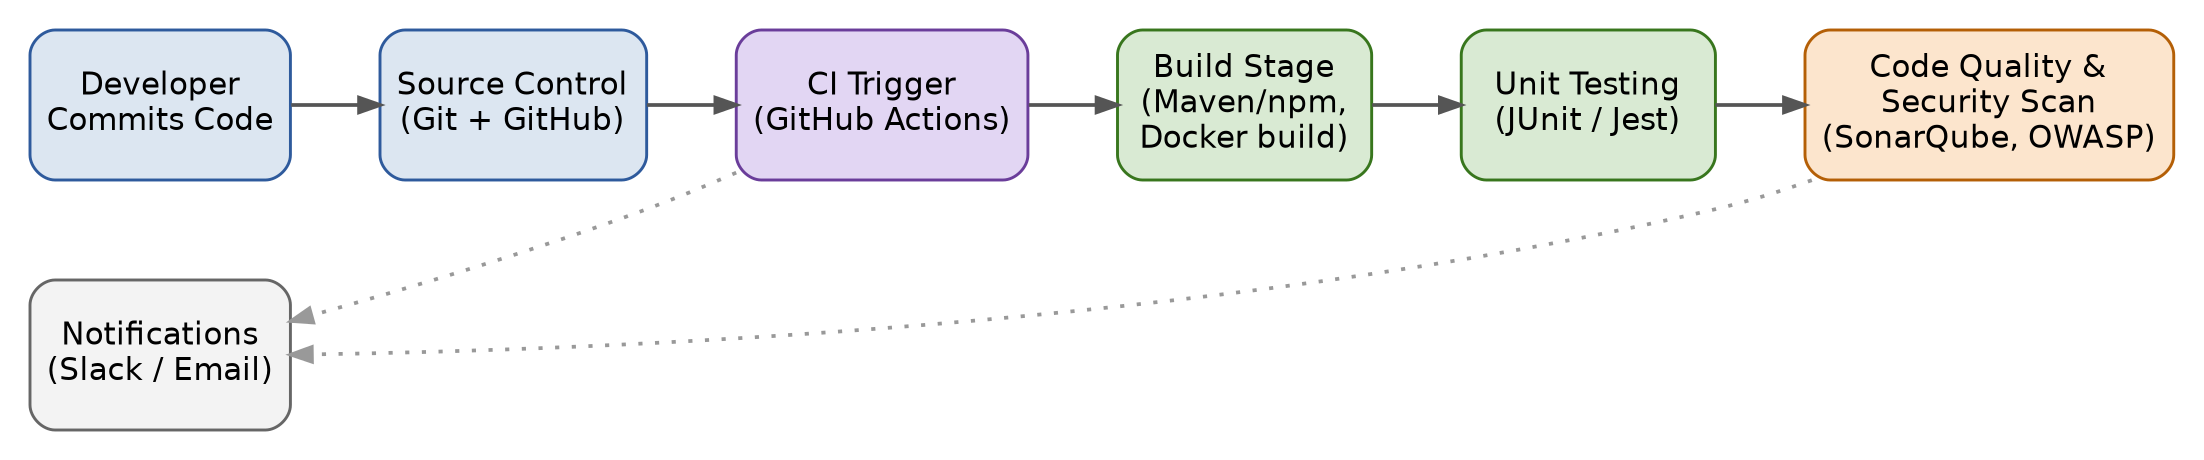 Developer
Commits Code
Source Control
(Git + GitHub)
CI Trigger
(GitHub Actions)
Build Stage
(Maven/npm,
Docker build)
Unit Testing
(JUnit / Jest)
Code Quality &
Security Scan
(SonarQube, OWASP)
Notifications
(Slack / Email)